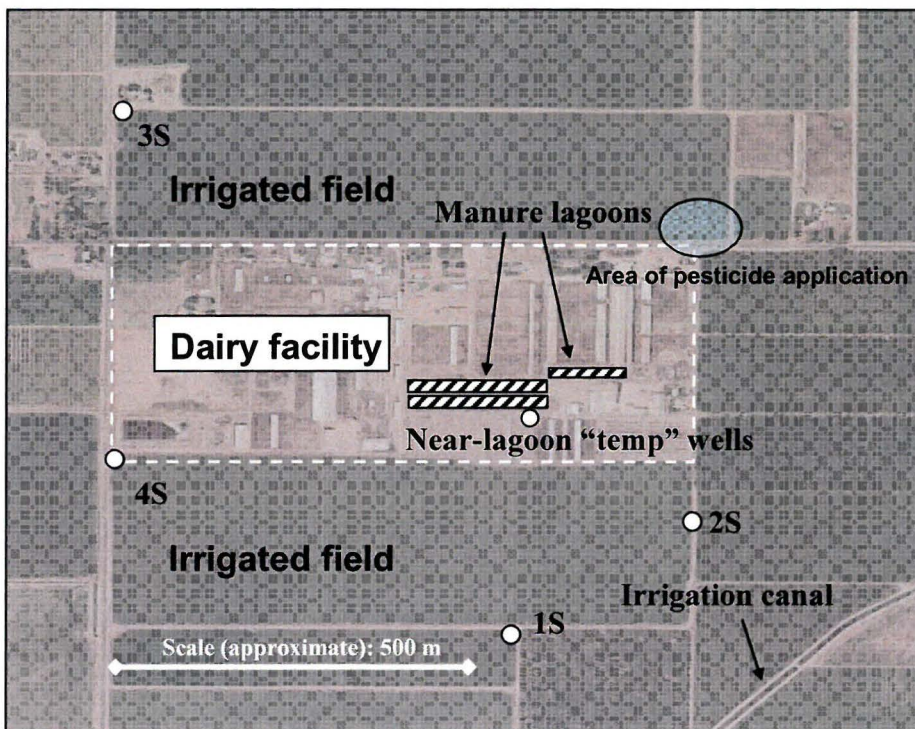 3S
Irrigated field
Manure lagoons
Area of pesticide application
Dairy facility
Near-lagoon “temp” wells
4S
2S
Irrigated field
Irrigation canal
1S
Scale (approximate): 500 m